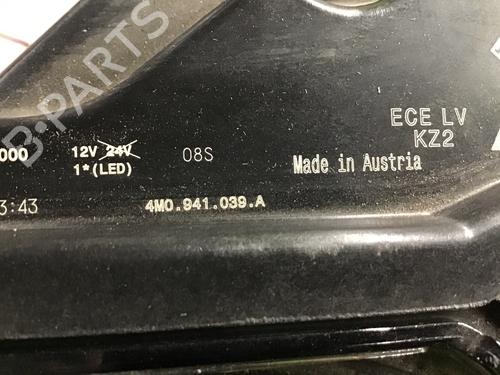 ECE LV
KZ2
000
12V 24V
1*(LED)
08S
Made in Austria
3:43
4M0.941.039.A
B-PARTS